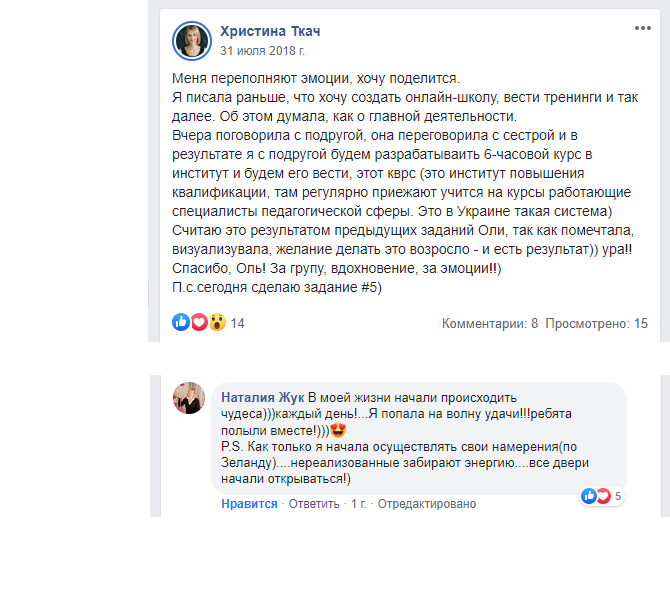 Христина Ткач
31 июля 2018 г.
Меня переполняют эмоции, хочу поделится.
Я писала раньше, что хочу создать онлайн-школу, вести тренинги и так
далее. Об этом думала, как о главной деятельности.
Вчера поговорила с подругой, она переговорила с сестрой и в
результате я с подругой будем разрабатываить 6-часовой курс в
институт и будем его вести, этот кврс (это институт повышения
квалификации, там регулярно приежают учится на курсы работающие
специалисты педагогической сферы. Это в Украине такая система)
Считаю это результатом предыдущих заданий Оли, так как помечтала,
визуализувала, желание делать это возросло - и есть результат)) ура!!
Спасибо, Оль! За групу, вдохновение, за эмоции!!)
П.с.сегодня сделаю задание #5)
14
Комментарии: 8 Просмотрено: 15
Наталия Жук В моей жизни начали происходить
чудеса)))каждый день!...Я попала на волну удачи!!!ребята
полыли вместе!)))
P.S. Как только я начала осуществлять свои намерения(по
Зеланду)....нереализованные забирают энергию....все двери
начали открываться!)
5
Нравится · Ответить · 1 г. · Отредактировано